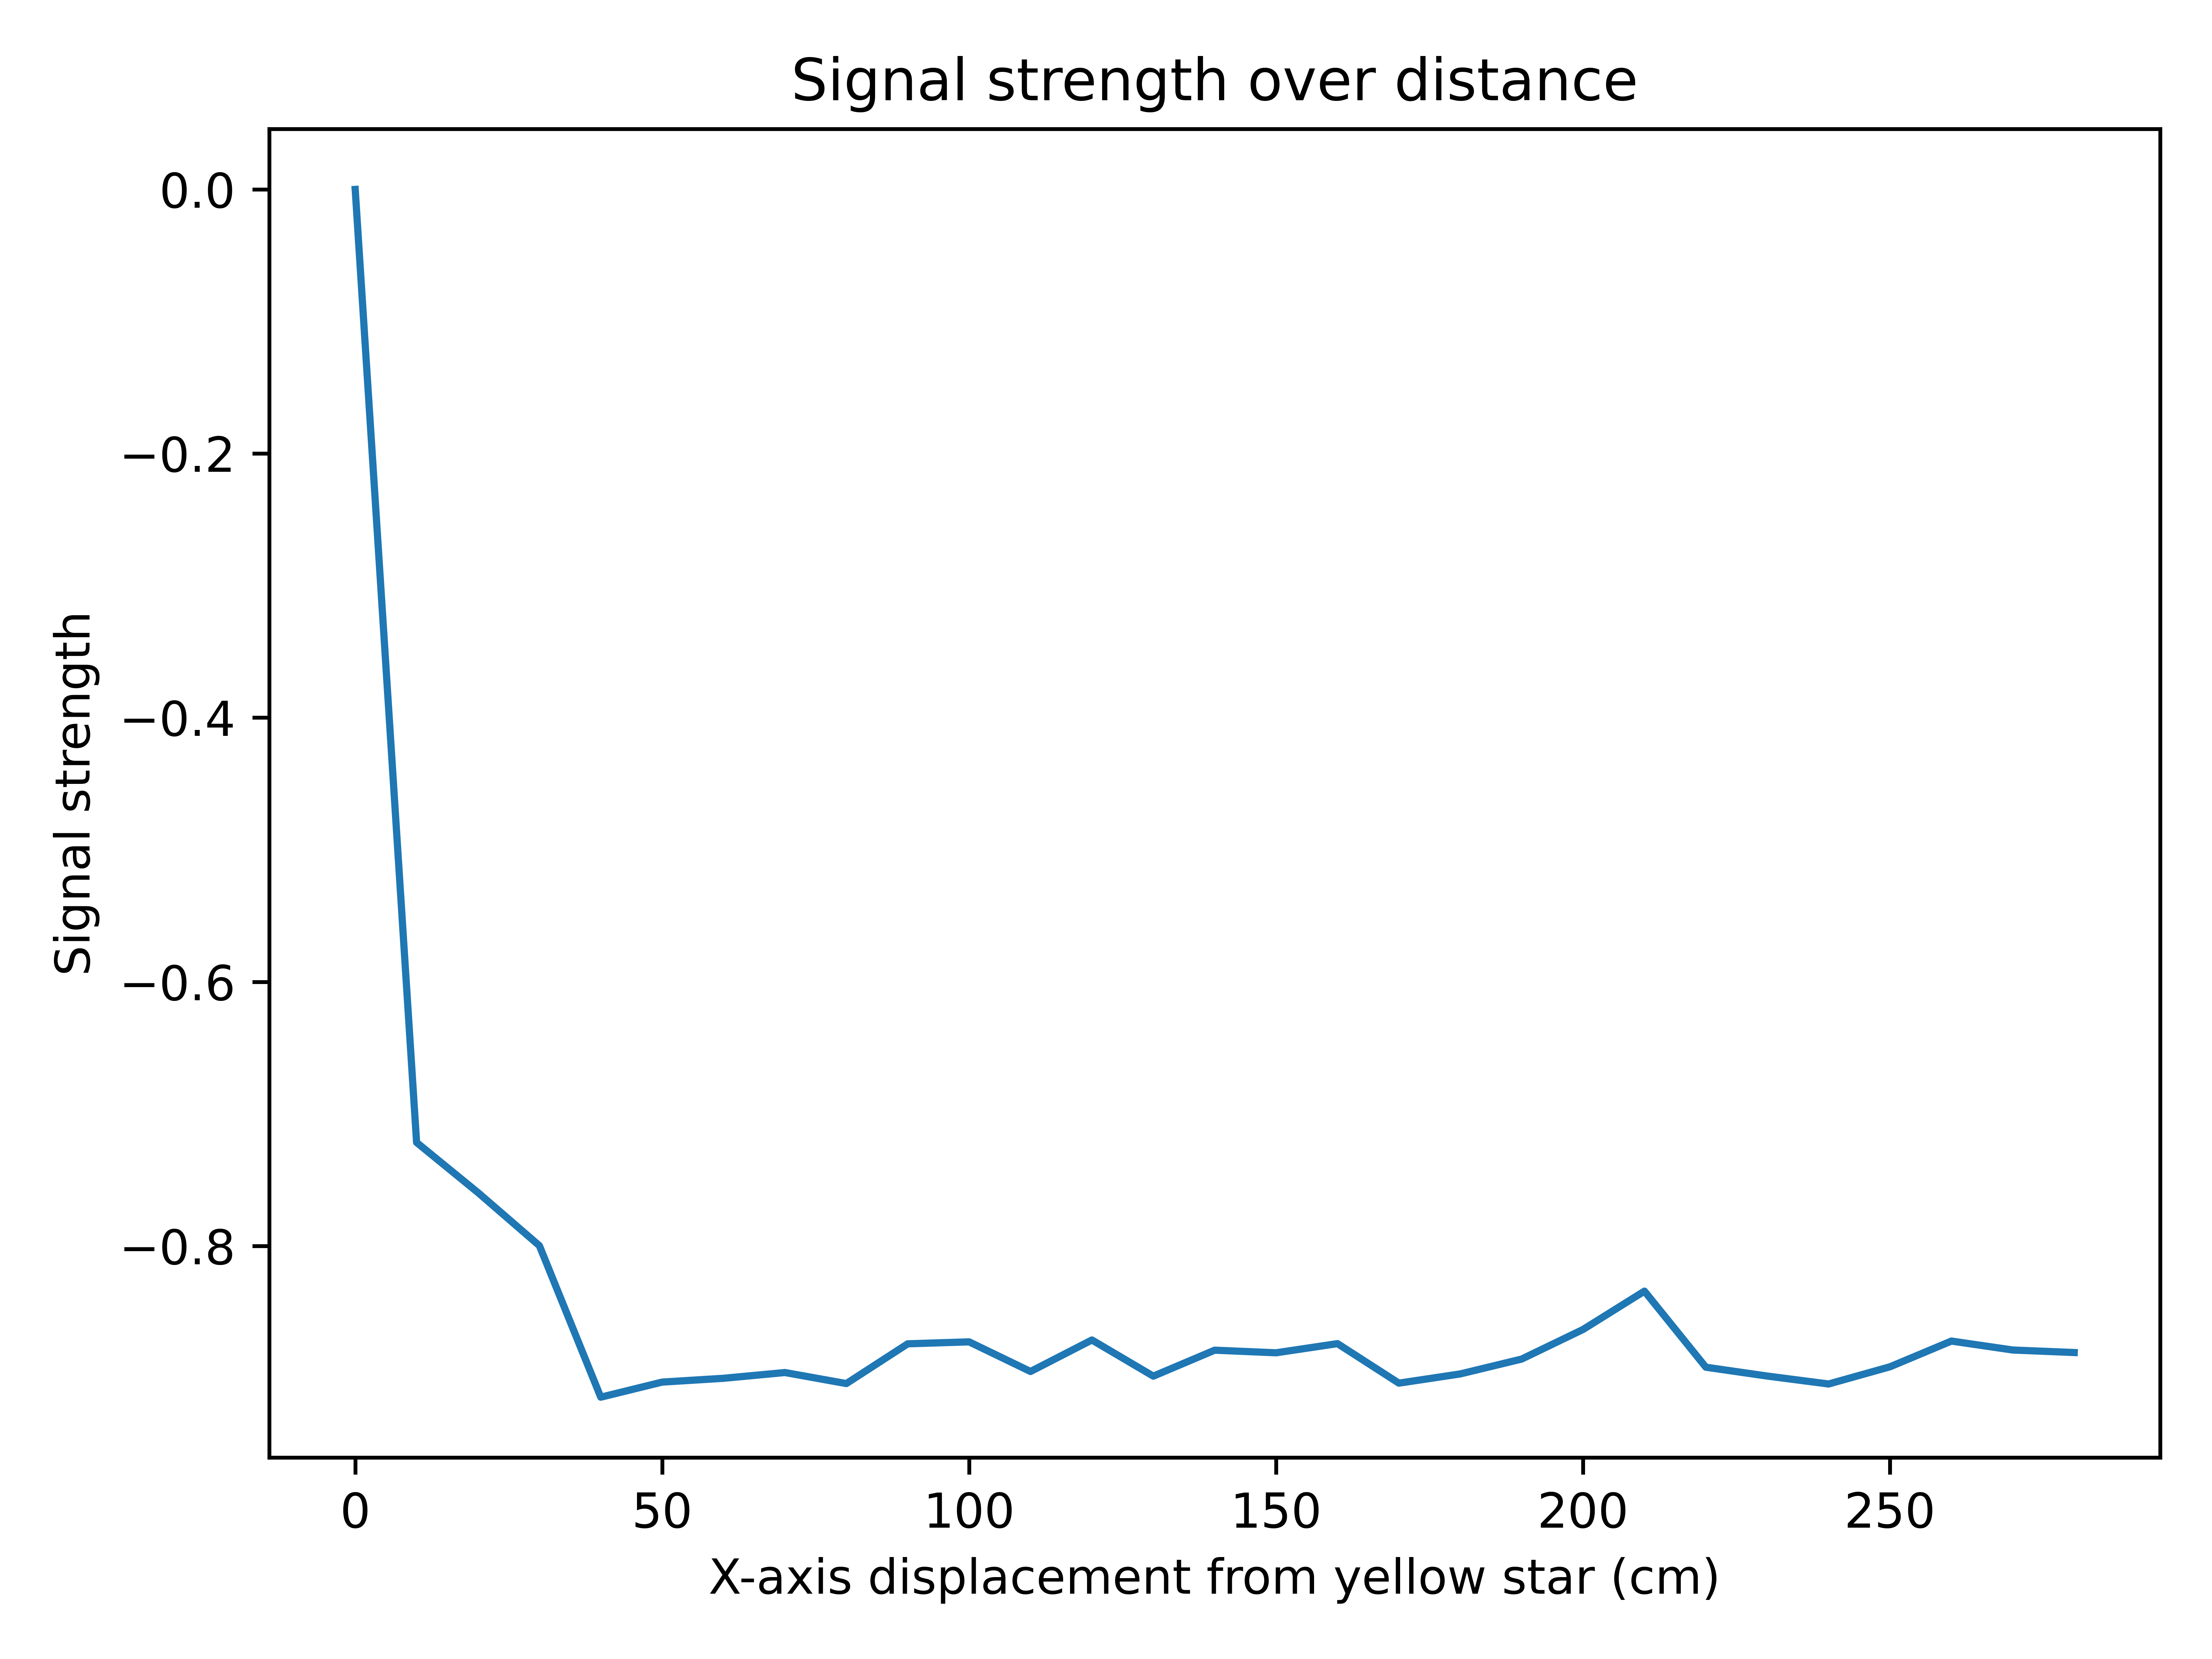 Signal strength over distance
0.0
−0.2
−0.4
−0.6
−0.8
Signal strength
0 50 100 150 200 250
X-axis displacement from yellow star (cm)